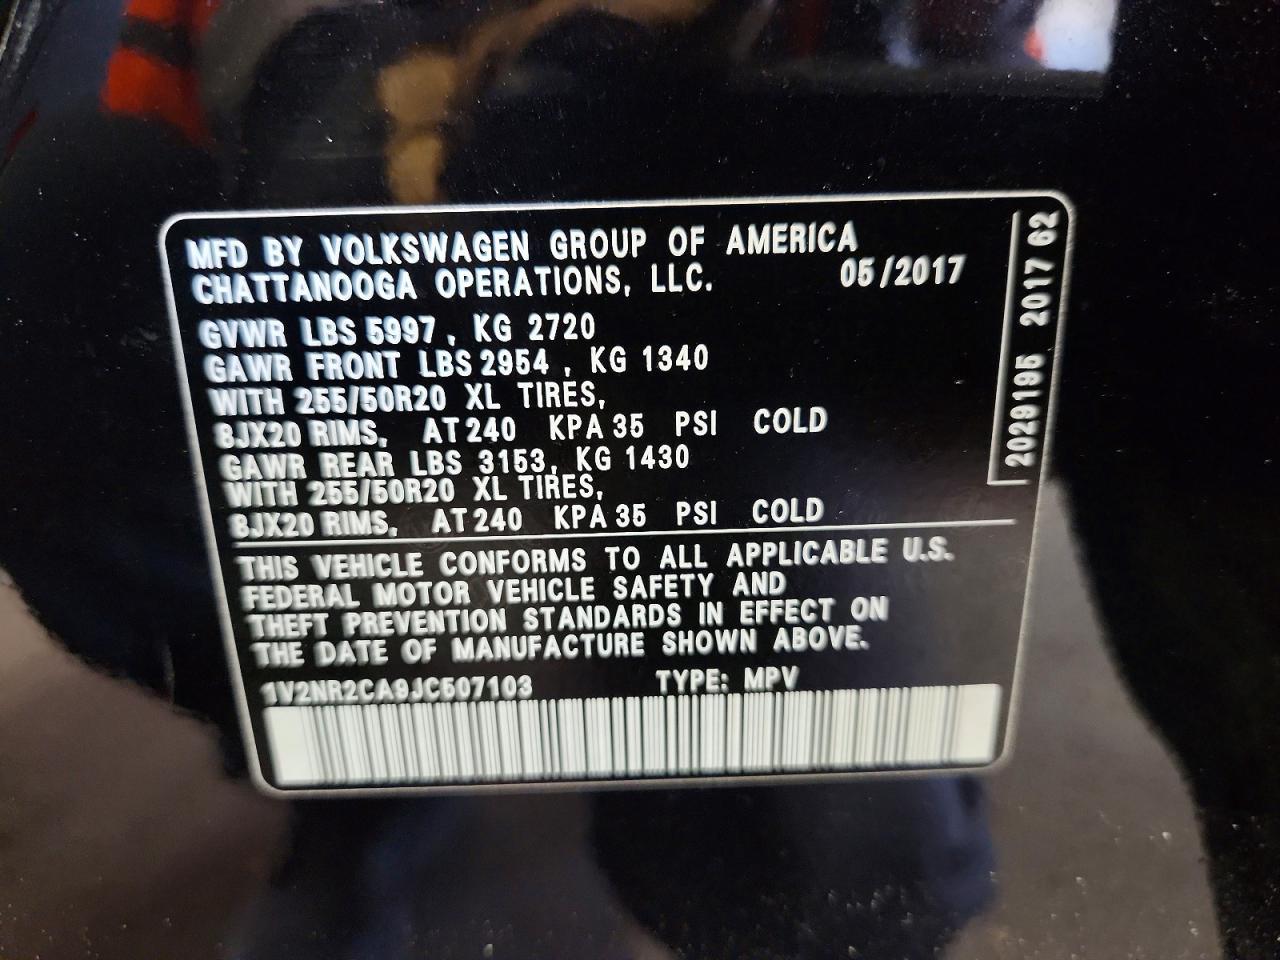 MFD BY VOLKSWAGEN GROUP OF AMERICA
CHATTANOOGA OPERATIONS, LLC. 05/2017
GVWR LBS 5997, KG 2720
GAWR FRONT LBS 2954, KG 1340
WITH 255/50R20 XL TIRES,
8JX20 RIMS, AT 240 KPA 35 PSI COLD
GAWR REAR LBS 3153, KG 1430
WITH 255/50R20 XL TIRES,
8JX20 RIMS, AT 240 KPA 35 PSI COLD
THIS VEHICLE CONFORMS TO ALL APPLICABLE U.S.
FEDERAL MOTOR VEHICLE SAFETY AND
THEFT PREVENTION STANDARDS IN EFFECT ON
THE DATE OF MANUFACTURE SHOWN ABOVE.
1V2NR2CA9JC507103 TYPE: MPV
2029195 2017 62